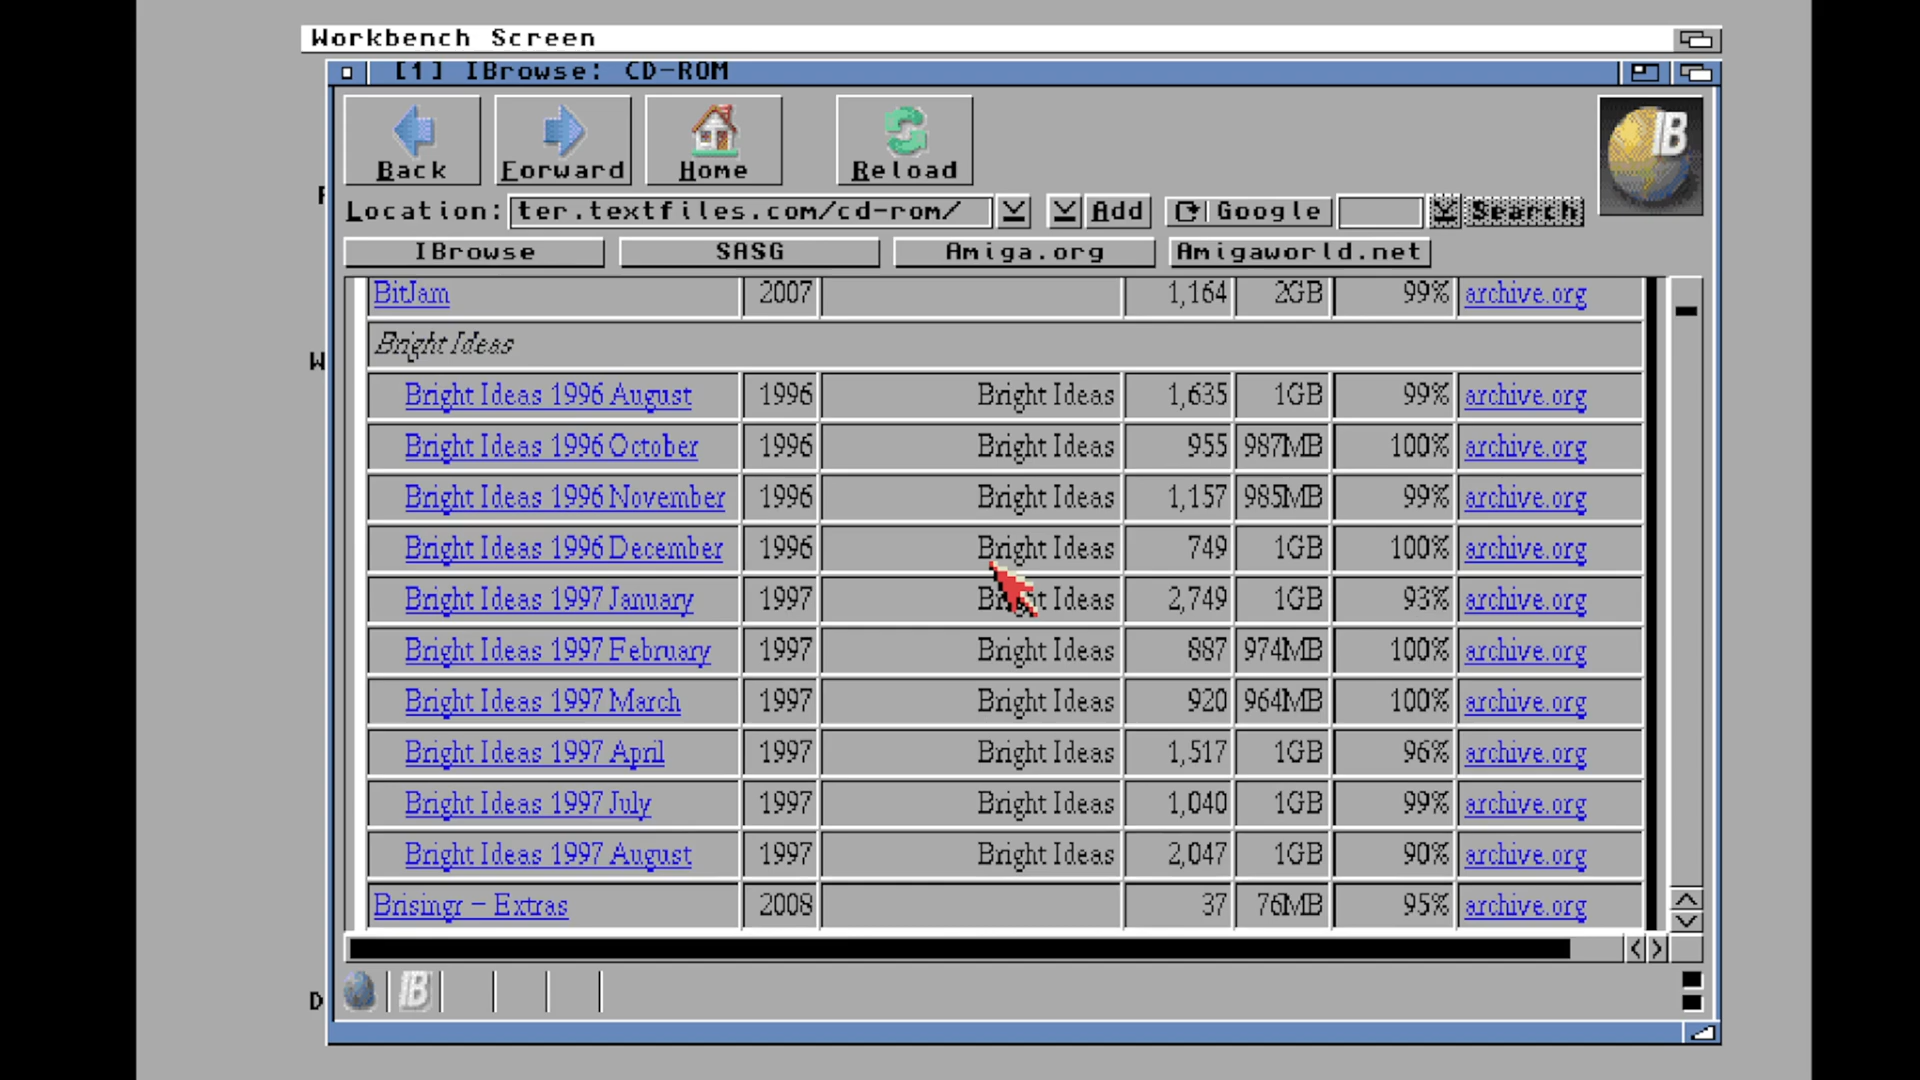 Workbench Screen
[1] IBrowse: CD-ROM
Back Forward Home Reload
IB
Location: ter.textfiles.com/cd-rom/ Add Google Search
IBrowse SASG Amiga.org Amigaworld.net
BitJam 2007 1,164 2GB 99% archive.org
Bright Ideas
W
Bright Ideas 1996 August 1996 Bright Ideas 1,635 1GB 99% archive.org
Bright Ideas 1996 October 1996 Bright Ideas 955 987MB 100% archive.org
Bright Ideas 1996 November 1996 Bright Ideas 1,157 985MB 99% archive.org
Bright Ideas 1996 December 1996 Bright Ideas 749 1GB 100% archive.org
Bright Ideas 1997 January 1997 Bright Ideas 2,749 1GB 93% archive.org
Bright Ideas 1997 February 1997 Bright Ideas 887 974MB 100% archive.org
Bright Ideas 1997 March 1997 Bright Ideas 920 964MB 100% archive.org
Bright Ideas 1997 April 1997 Bright Ideas 1,517 1GB 96% archive.org
Bright Ideas 1997 July 1997 Bright Ideas 1,040 1GB 99% archive.org
Bright Ideas 1997 August 1997 Bright Ideas 2,047 1GB 90% archive.org
Brisingr - Extras 2008 37 76MB 95% archive.org
D
IB